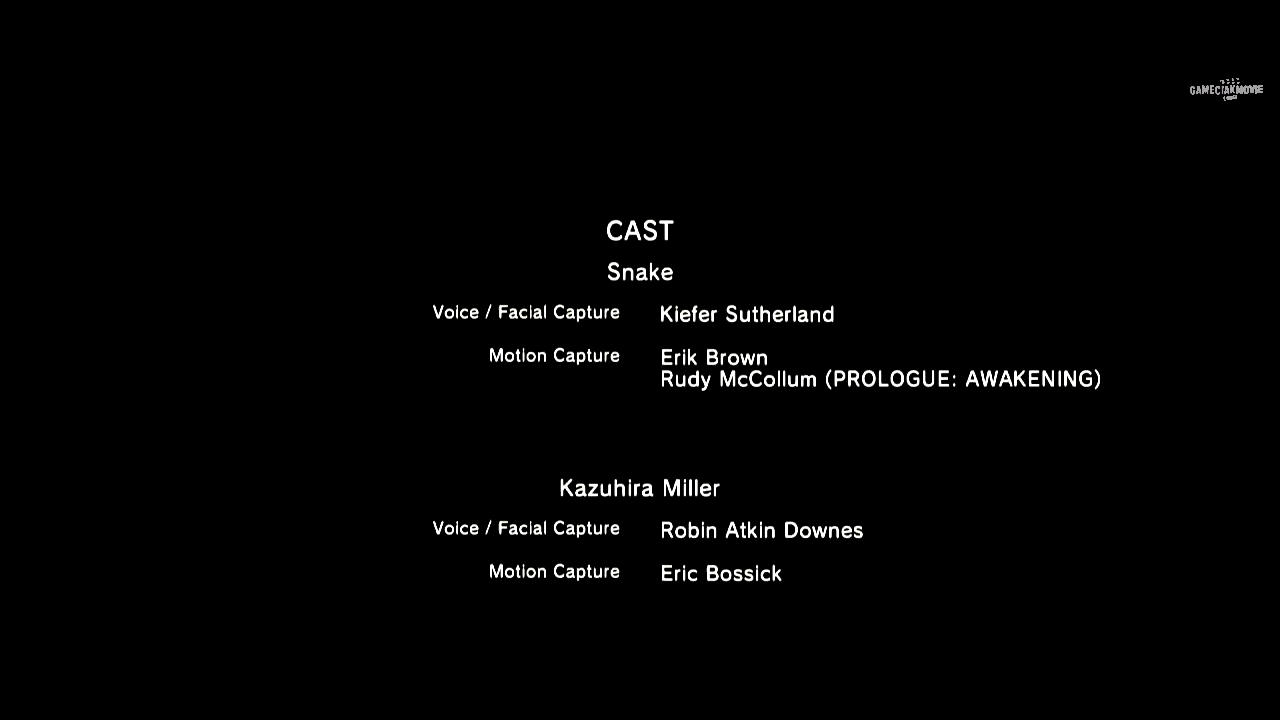 GAMECIAKMOVIE
CAST
Snake
Voice / Facial Capture Kiefer Sutherland
Motion Capture Erik Brown
Rudy McCollum (PROLOGUE: AWAKENING)
Kazuhira Miller
Voice / Facial Capture Robin Atkin Downes
Motion Capture Eric Bossick